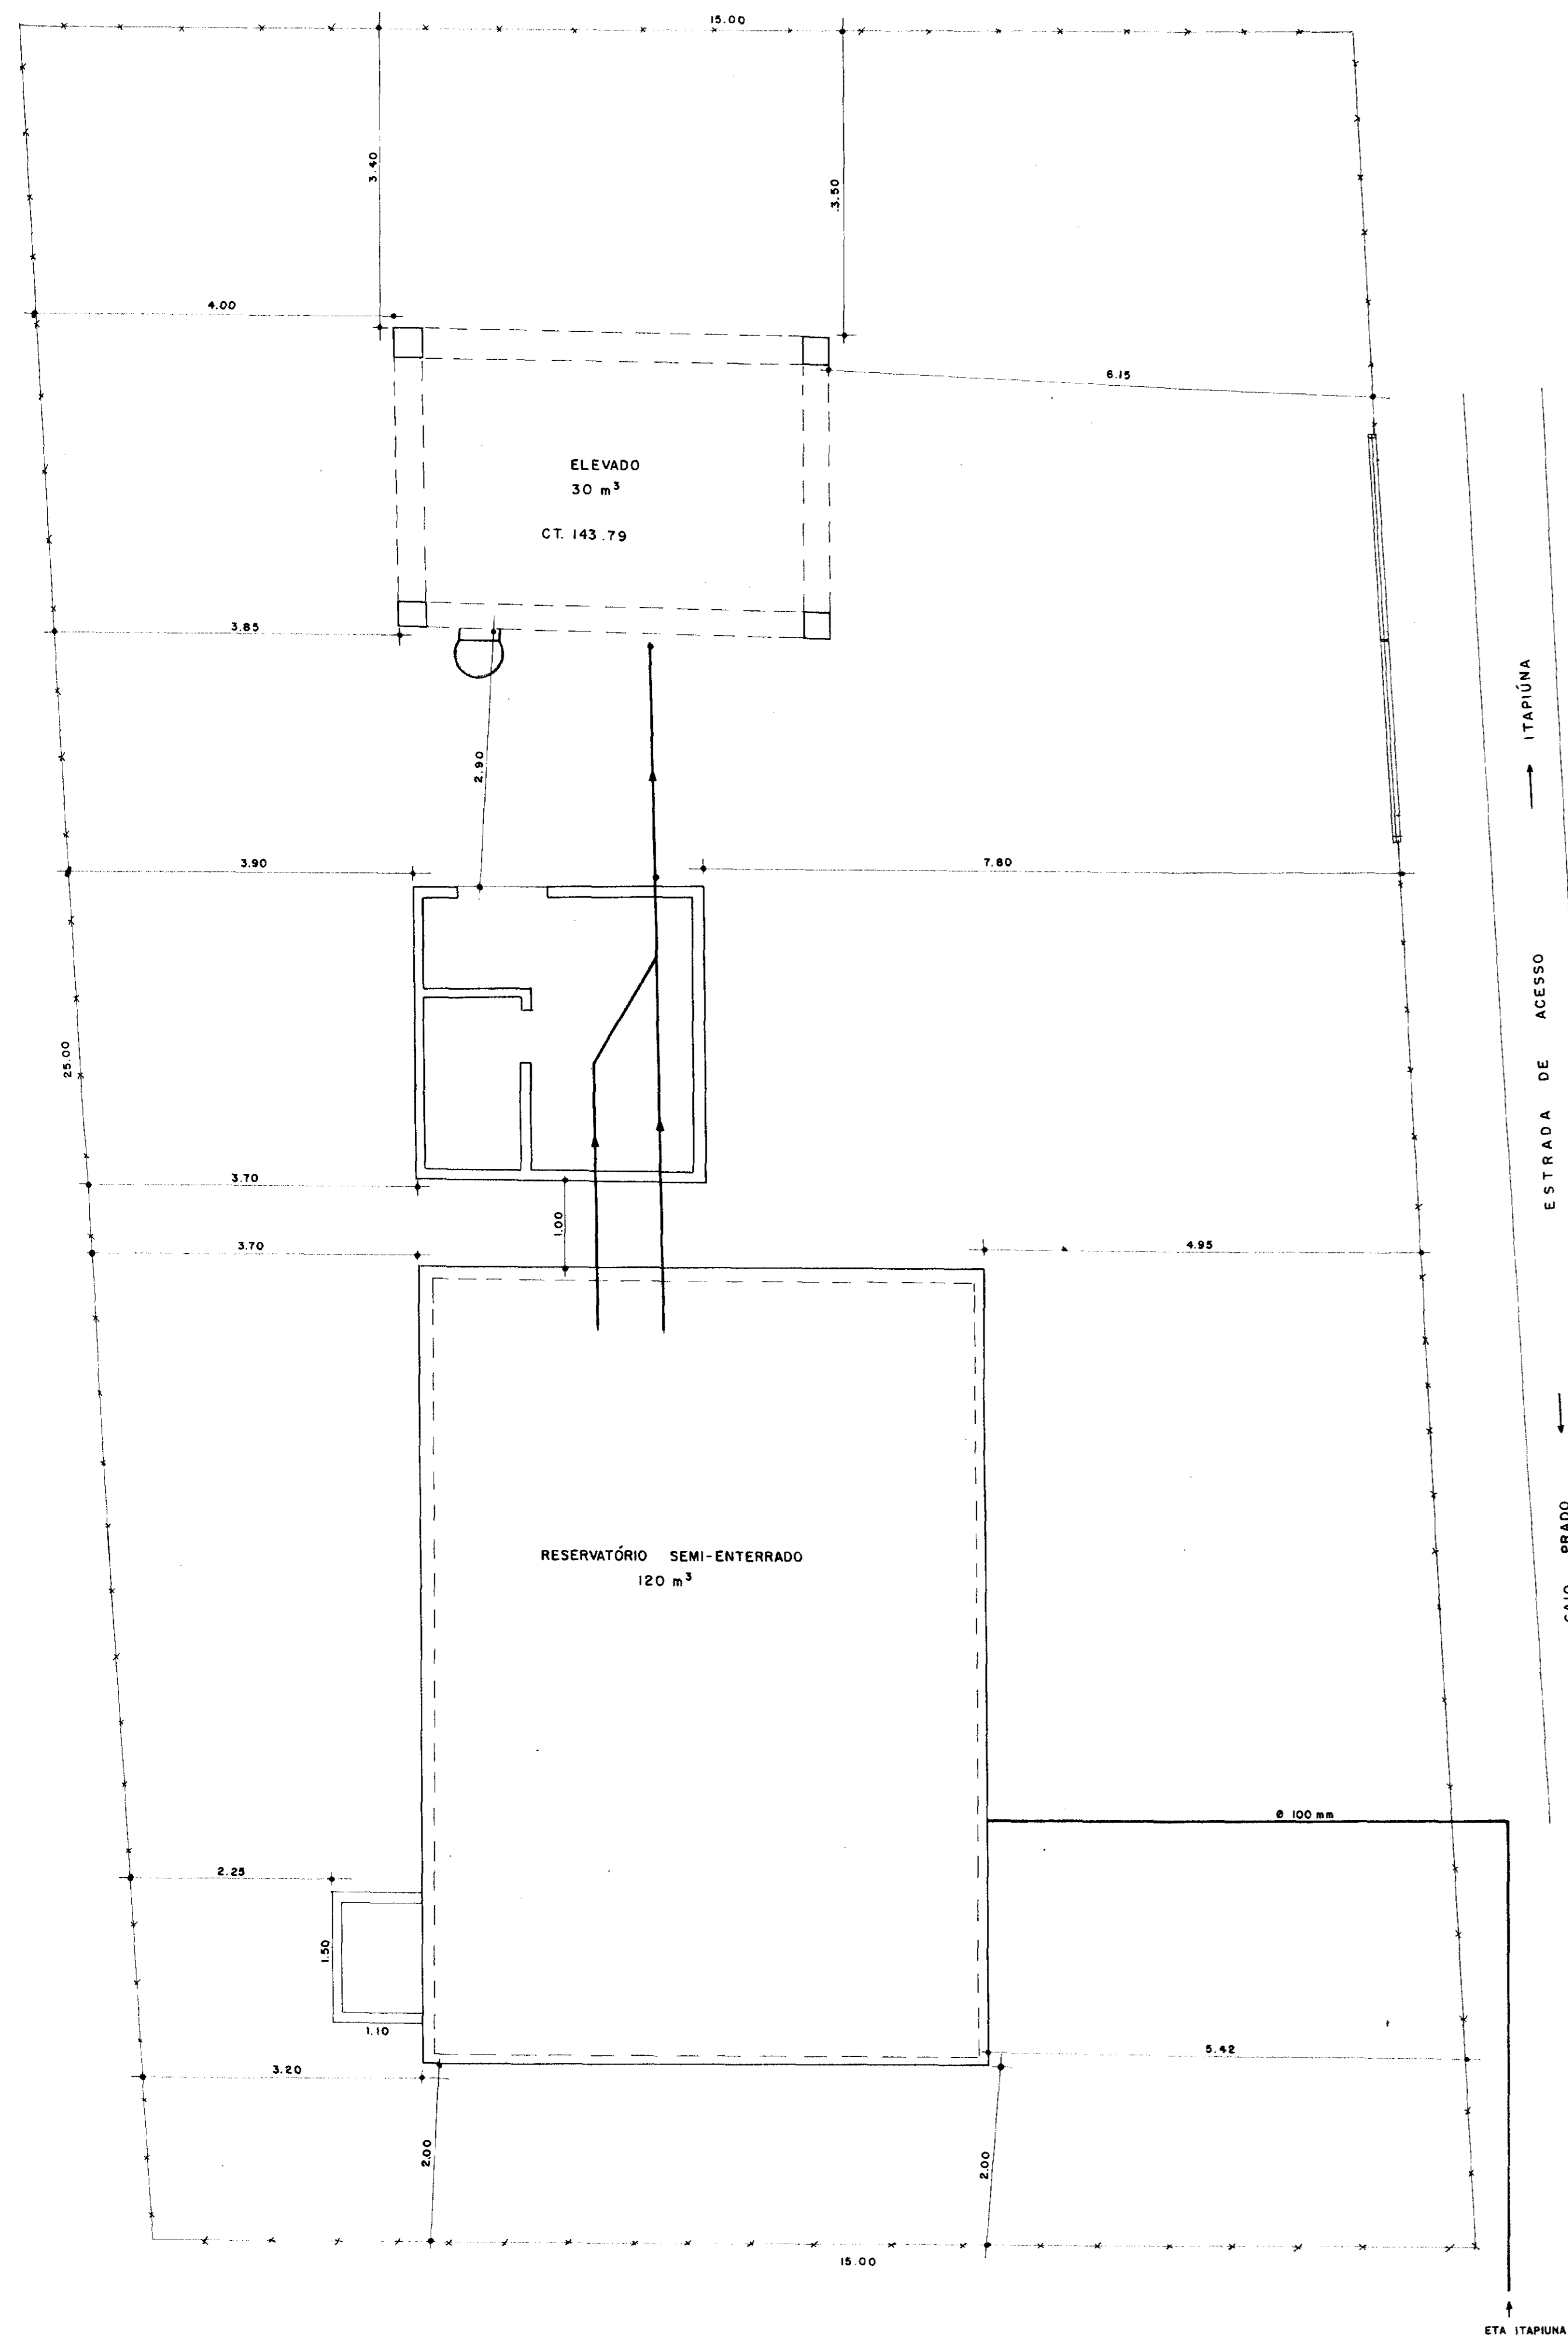 15.00
3.40
3.50
4.00
6.15
ELEVADO
30 m³
CT. 143.79
3.85
ITAPIÚNA
2.90
3.90
7.80
ESTRADA DE ACESSO
25.00
3.70
1.00
3.70
4.95
CAIO PRADO
RESERVATÓRIO SEMI-ENTERRADO
120 m³
ø 100 mm
2.25
1.50
1.10
5.42
3.20
2.00
2.00
15.00
ETA ITAPIUNA